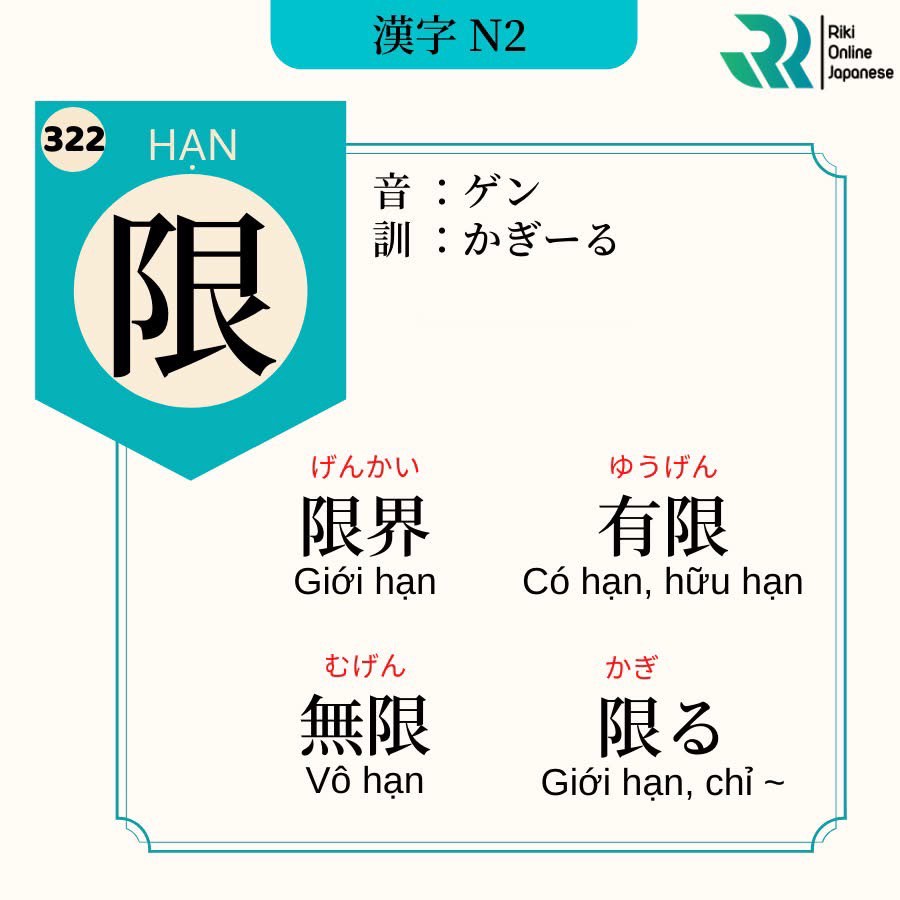 漢字 N2
Riki
Online
Japanese
322
HẠN
限
音 ：ゲン
訓 ：かぎーる
げんかい
限界
Giới hạn
ゆうげん
有限
Có hạn, hữu hạn
むげん
無限
Vô hạn
かぎ
限る
Giới hạn, chỉ ~